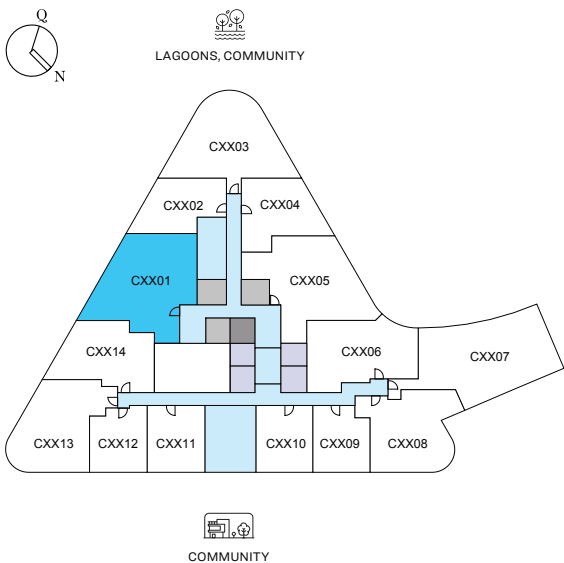 Q
N
LAGOONS, COMMUNITY
CXX03
CXX02
CXX04
CXX01
CXX05
CXX14
CXX06
CXX07
CXX13
CXX12
CXX11
CXX10
CXX09
CXX08
COMMUNITY